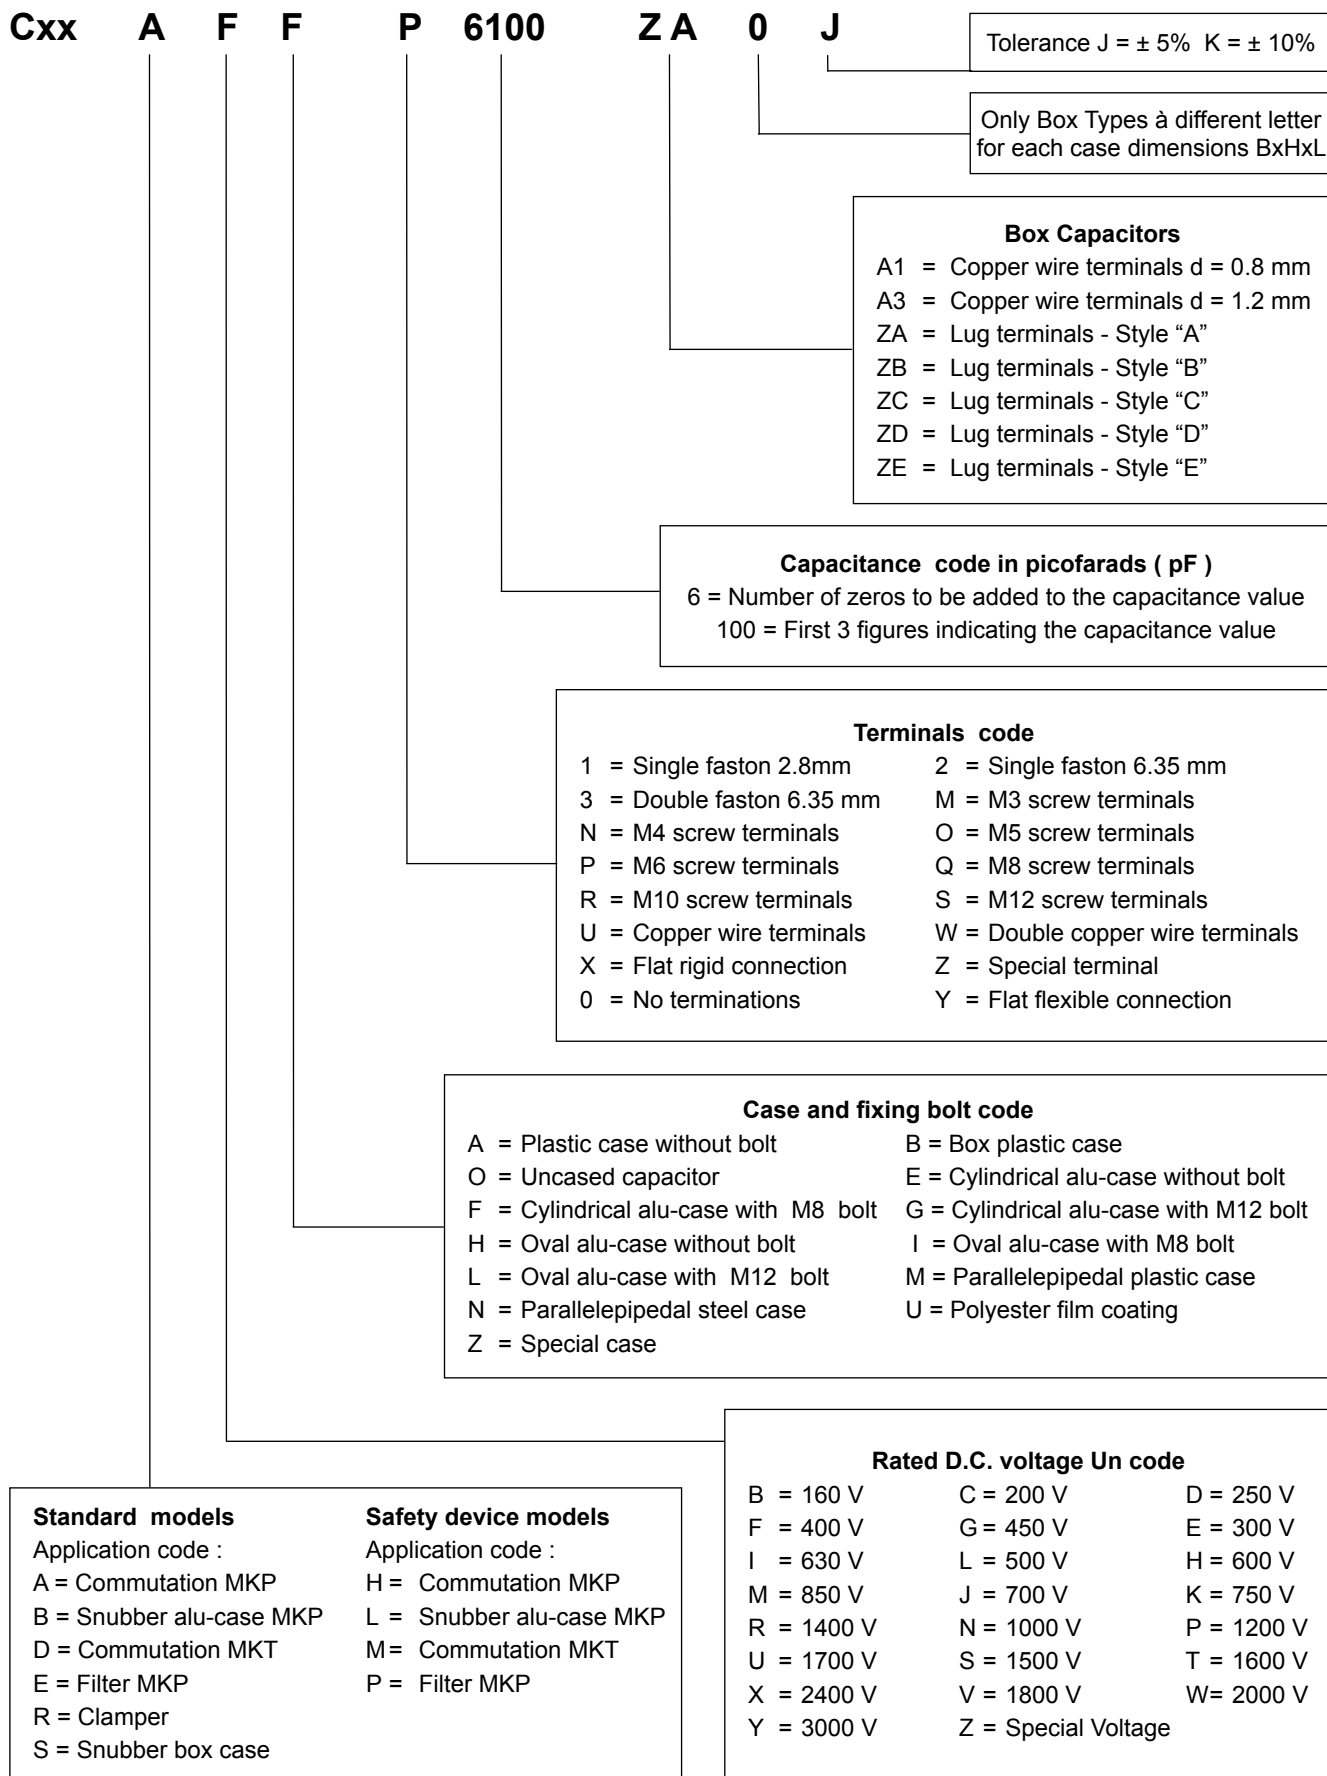 Cxx A F F P 6100 Z A 0 J
Tolerance J = ± 5% K = ± 10%
Only Box Types à different letter
for each case dimensions BxHxL
Box Capacitors
A1 = Copper wire terminals d = 0.8 mm
A3 = Copper wire terminals d = 1.2 mm
ZA = Lug terminals - Style “A”
ZB = Lug terminals - Style “B”
ZC = Lug terminals - Style “C”
ZD = Lug terminals - Style “D”
ZE = Lug terminals - Style “E”
Capacitance code in picofarads ( pF )
6 = Number of zeros to be added to the capacitance value
100 = First 3 figures indicating the capacitance value
Terminals code
1 = Single faston 2.8mm 2 = Single faston 6.35 mm
3 = Double faston 6.35 mm M = M3 screw terminals
N = M4 screw terminals O = M5 screw terminals
P = M6 screw terminals Q = M8 screw terminals
R = M10 screw terminals S = M12 screw terminals
U = Copper wire terminals W = Double copper wire terminals
X = Flat rigid connection Z = Special terminal
0 = No terminations Y = Flat flexible connection
Case and fixing bolt code
A = Plastic case without bolt B = Box plastic case
O = Uncased capacitor E = Cylindrical alu-case without bolt
F = Cylindrical alu-case with M8 bolt G = Cylindrical alu-case with M12 bolt
H = Oval alu-case without bolt I = Oval alu-case with M8 bolt
L = Oval alu-case with M12 bolt M = Parallelepipedal plastic case
N = Parallelepipedal steel case U = Polyester film coating
Z = Special case
Rated D.C. voltage Un code
B = 160 V C = 200 V D = 250 V
F = 400 V G = 450 V E = 300 V
I = 630 V L = 500 V H = 600 V
M = 850 V J = 700 V K = 750 V
R = 1400 V N = 1000 V P = 1200 V
U = 1700 V S = 1500 V T = 1600 V
X = 2400 V V = 1800 V W= 2000 V
Y = 3000 V Z = Special Voltage
Standard models Safety device models
Application code : Application code :
A = Commutation MKP H = Commutation MKP
B = Snubber alu-case MKP L = Snubber alu-case MKP
D = Commutation MKT M = Commutation MKT
E = Filter MKP P = Filter MKP
R = Clamper
S = Snubber box case